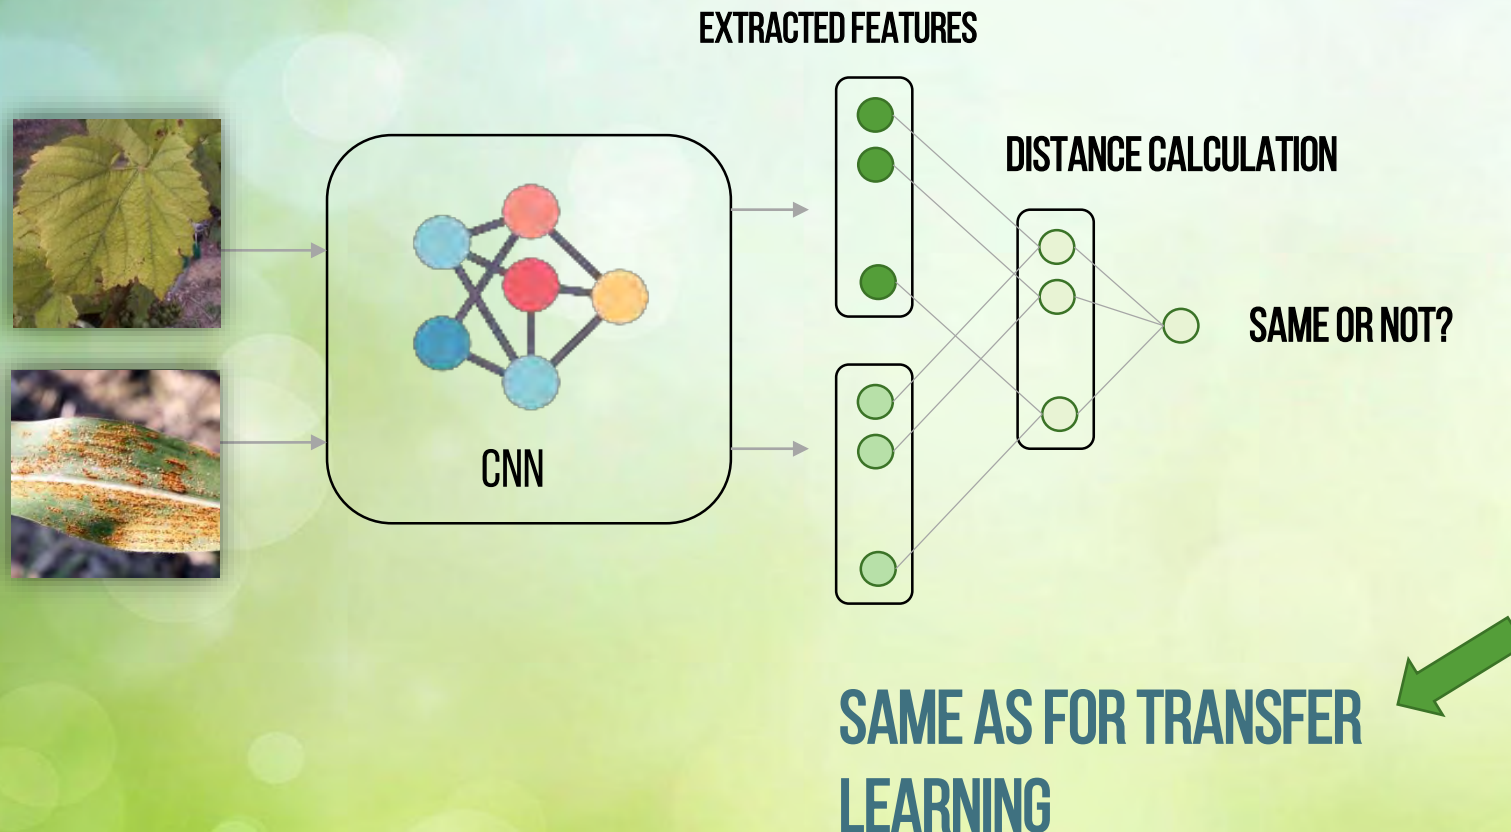 EXTRACTED FEATURES
DISTANCE CALCULATION
SAME OR NOT?
CNN
SAME AS FOR TRANSFER
LEARNING